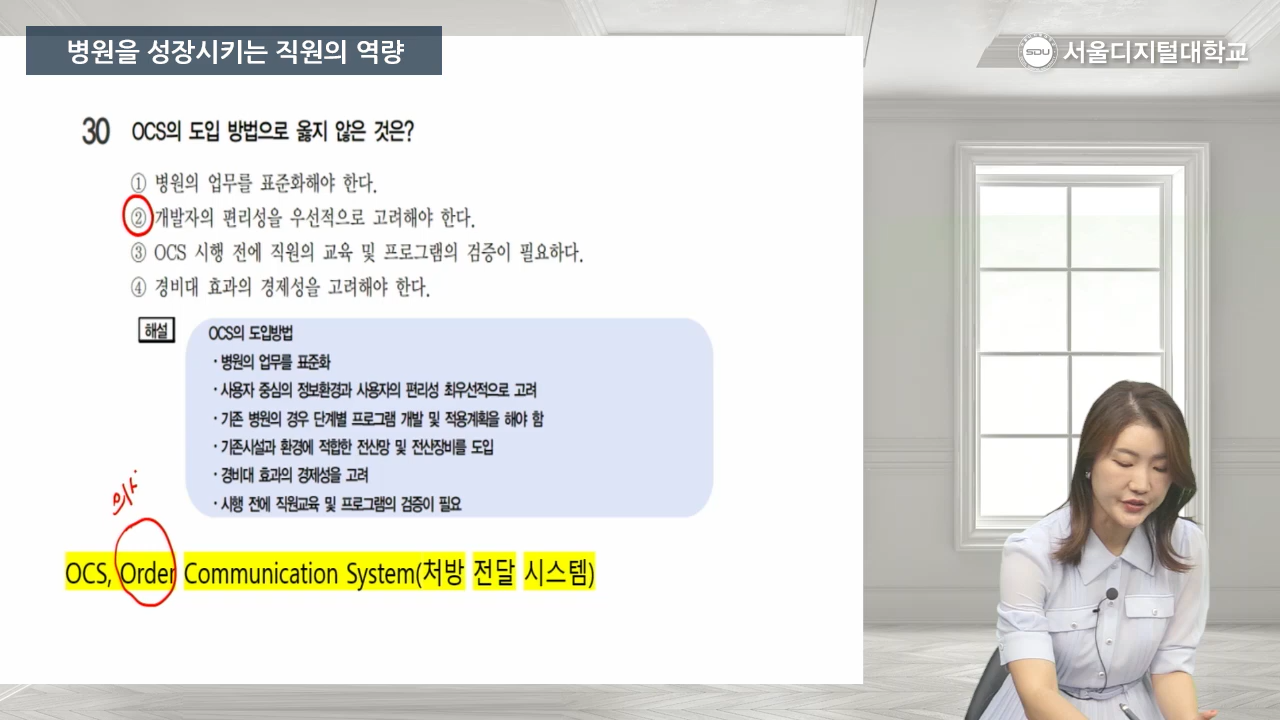 병원을 성장시키는 직원의 역량
SDU 서울디지털대학교
30 OCS의 도입 방법으로 옳지 않은 것은?
① 병원의 업무를 표준화해야 한다.
② 개발자의 편리성을 우선적으로 고려해야 한다.
③ OCS 시행 전에 직원의 교육 및 프로그램의 검증이 필요하다.
④ 경비대 효과의 경제성을 고려해야 한다.
해설
OCS의 도입방법
· 병원의 업무를 표준화
· 사용자 중심의 정보환경과 사용자의 편리성 최우선적으로 고려
· 기존 병원의 경우 단계별 프로그램 개발 및 적용계획을 해야 함
· 기존시설과 환경에 적합한 전산망 및 전산장비를 도입
· 경비대 효과의 경제성을 고려
· 시행 전에 직원교육 및 프로그램의 검증이 필요
의사
OCS, Order Communication System(처방 전달 시스템)